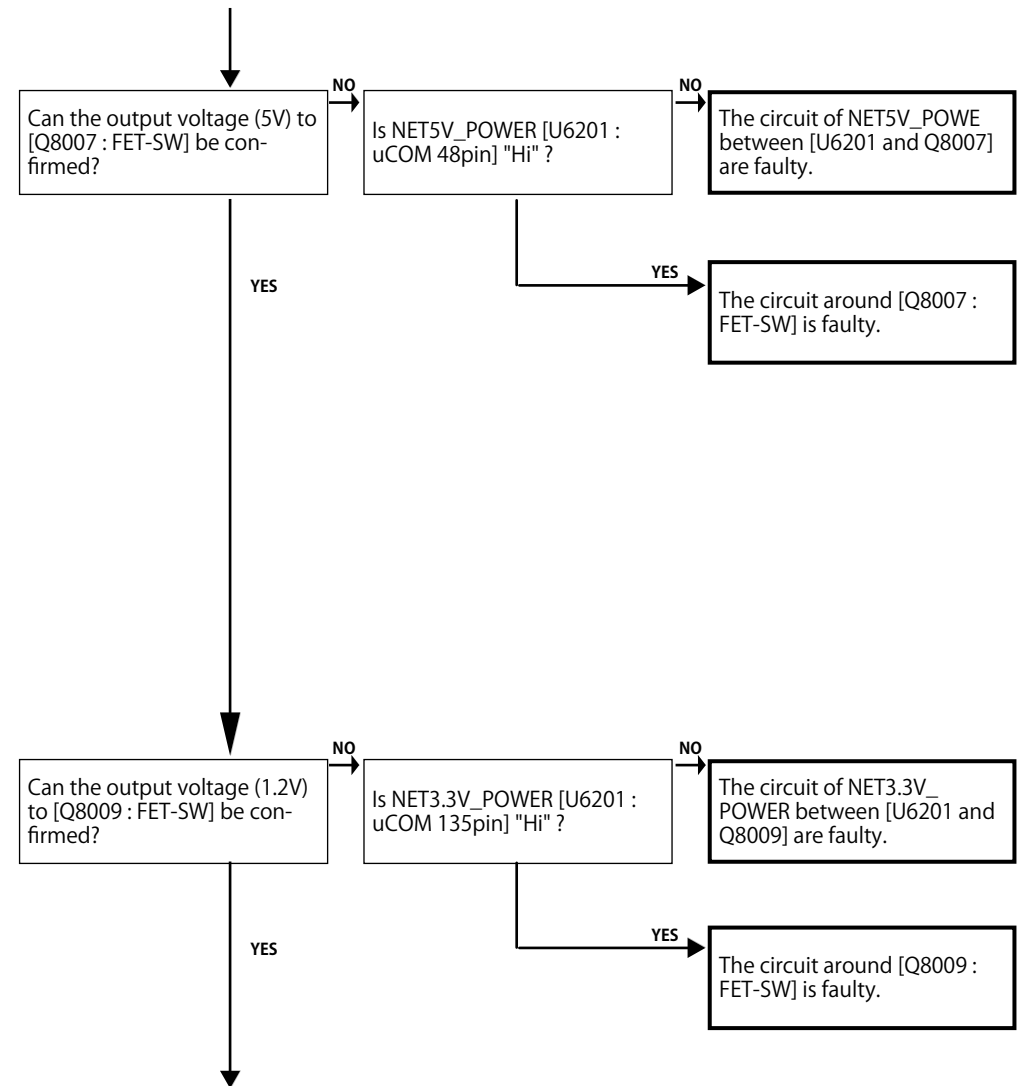 NO
NO
Can the output voltage (5V) to
[Q8007 : FET-SW] be con-
firmed?
Is NET5V_POWER [U6201 :
uCOM 48pin] "Hi" ?
The circuit of NET5V_POWE
between [U6201 and Q8007]
are faulty.
YES
YES
The circuit around [Q8007 :
FET-SW] is faulty.
NO
NO
Can the output voltage (1.2V)
to [Q8009 : FET-SW] be con-
firmed?
Is NET3.3V_POWER [U6201 :
uCOM 135pin] "Hi" ?
The circuit of NET3.3V_
POWER between [U6201 and
Q8009] are faulty.
YES
YES
The circuit around [Q8009 :
FET-SW] is faulty.